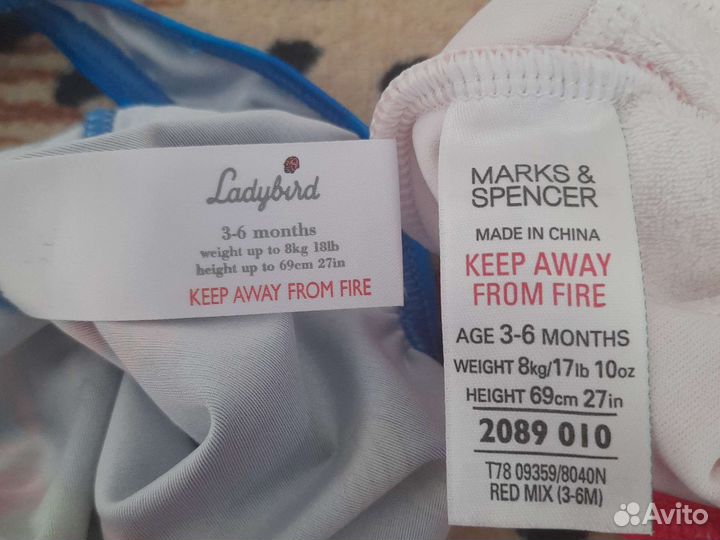 Ladybird
3-6 months
weight up to 8kg 18lb
height up to 69cm 27in
KEEP AWAY FROM FIRE
MARKS &
SPENCER
MADE IN CHINA
KEEP AWAY
FROM FIRE
AGE 3-6 MONTHS
WEIGHT 8kg/17lb 10oz
HEIGHT 69cm 27in
2089 010
T78 09359/8040N
RED MIX (3-6M)
Avito